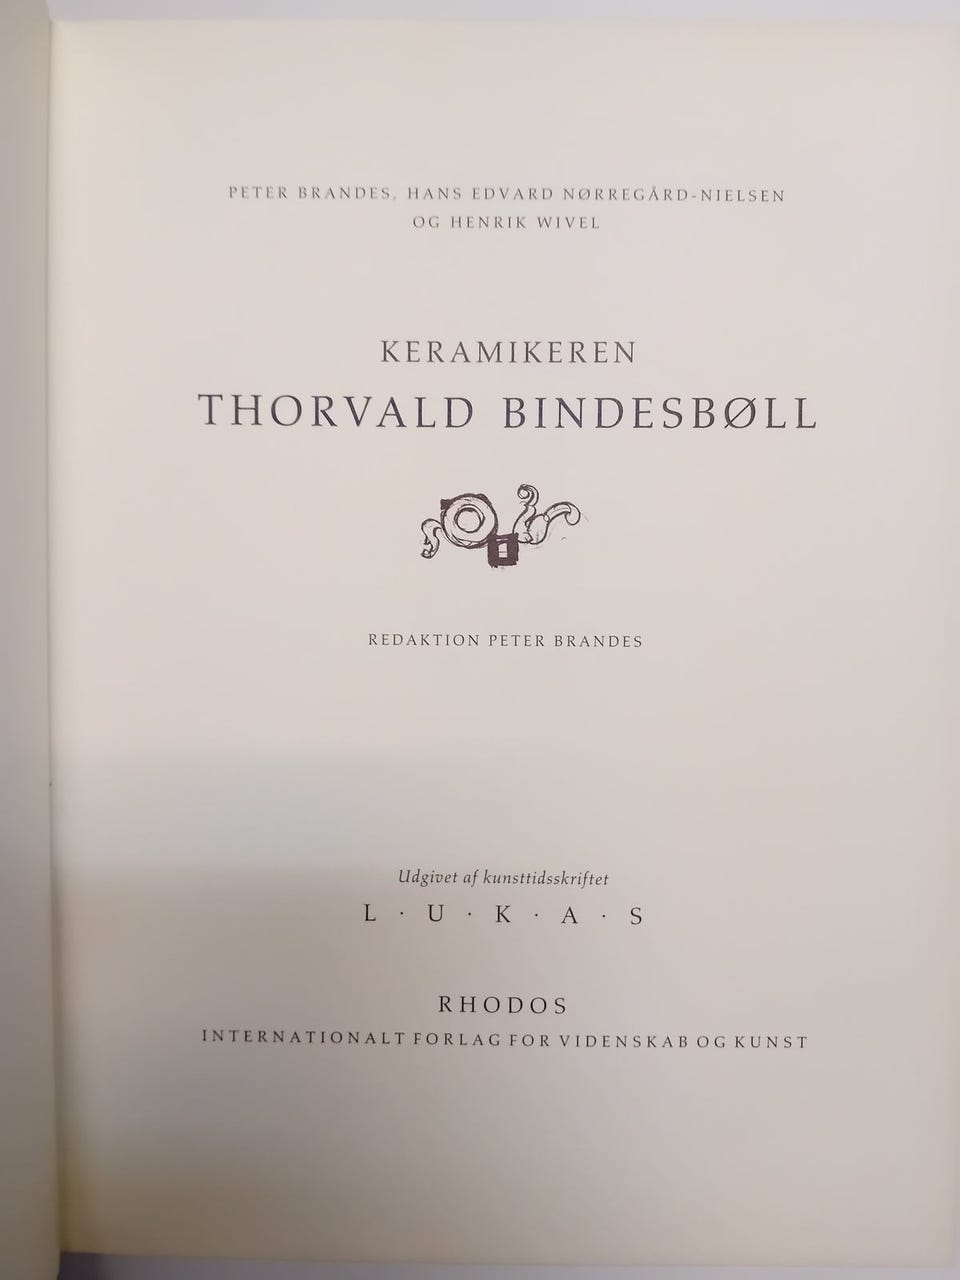 PETER BRANDES, HANS EDVARD NØRREGÅRD-NIELSEN
OG HENRIK WIVEL
KERAMIKEREN
THORVALD BINDESBØLL
REDAKTION PETER BRANDES
Udgivet af kunsttidsskriftet
L · U · K · A · S
RHODOS
INTERNATIONALT FORLAG FOR VIDENSKAB OG KUNST